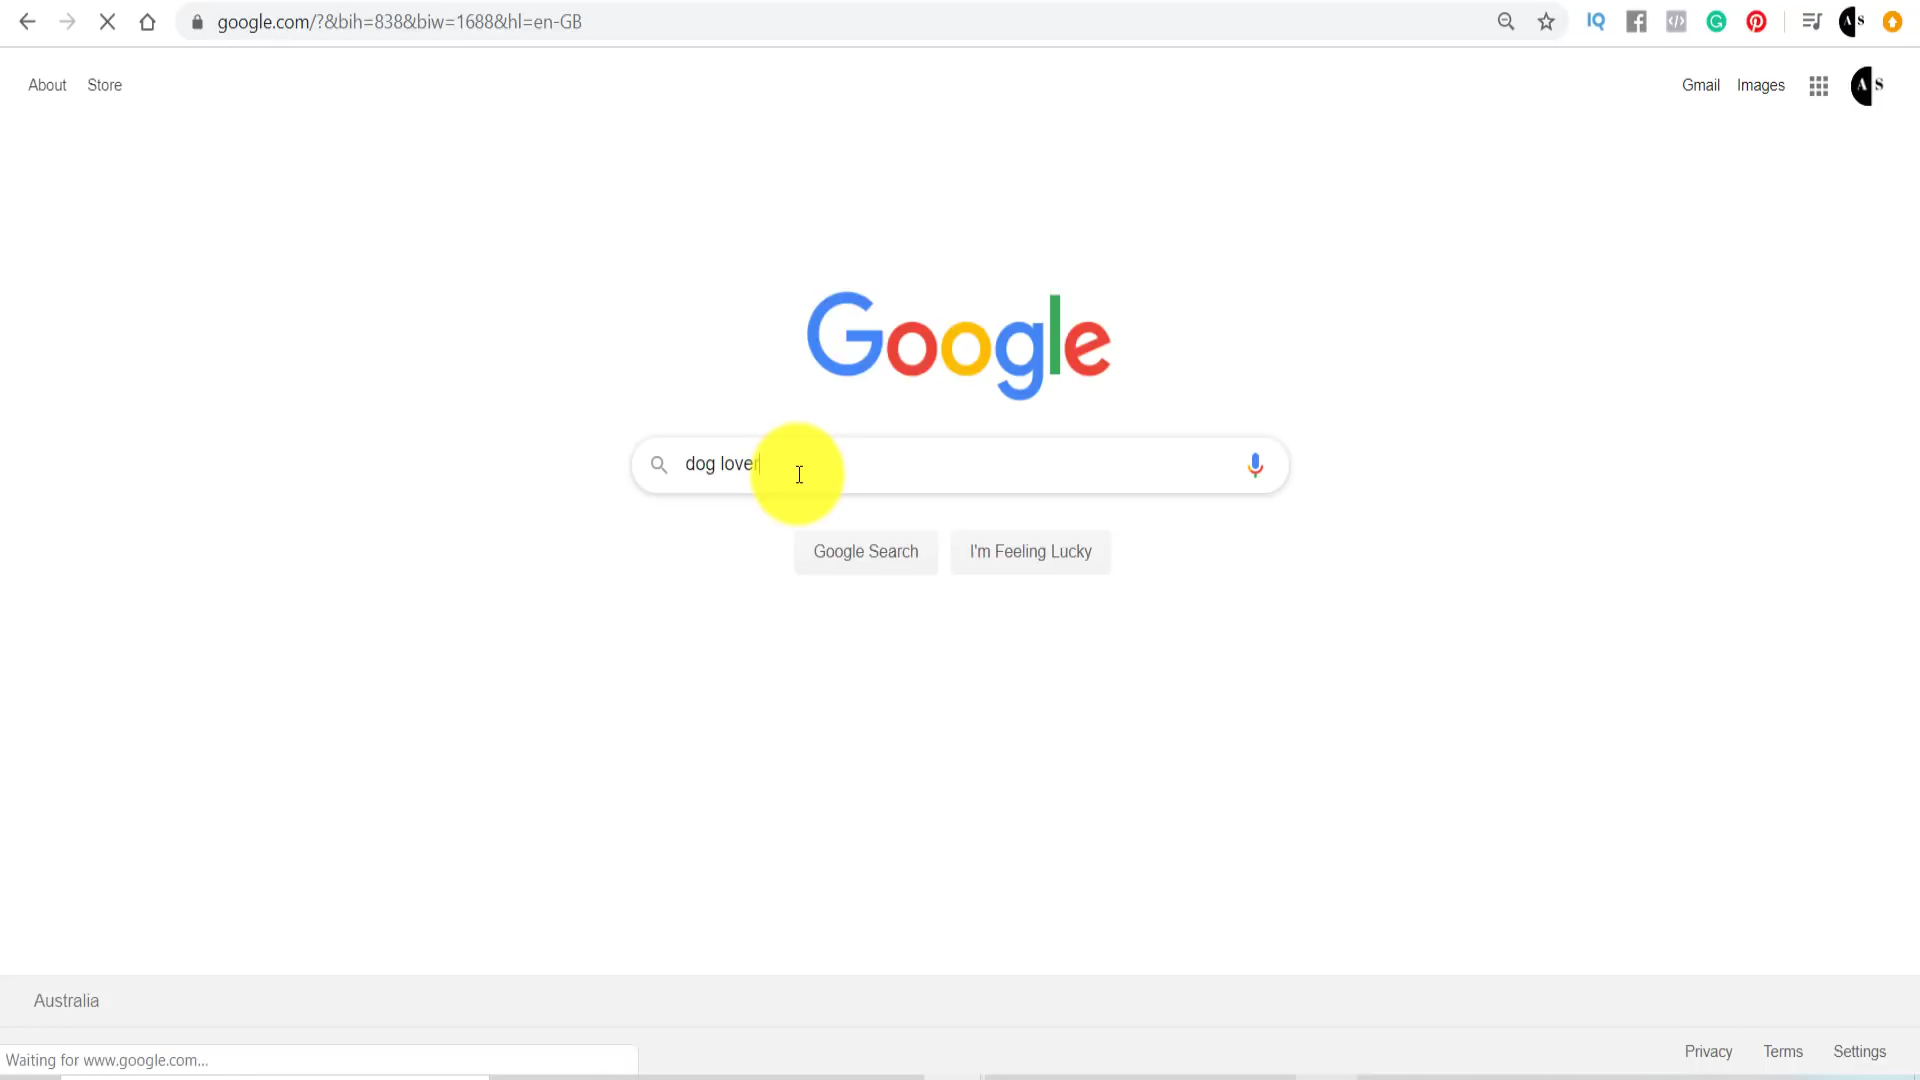 google.com/?&bih=838&biw=1688&hl=en-GB
IQ
A S
About Store
Gmail Images
A S
Google
dog lover
Google Search I'm Feeling Lucky
Australia
Waiting for www.google.com...
Privacy Terms Settings